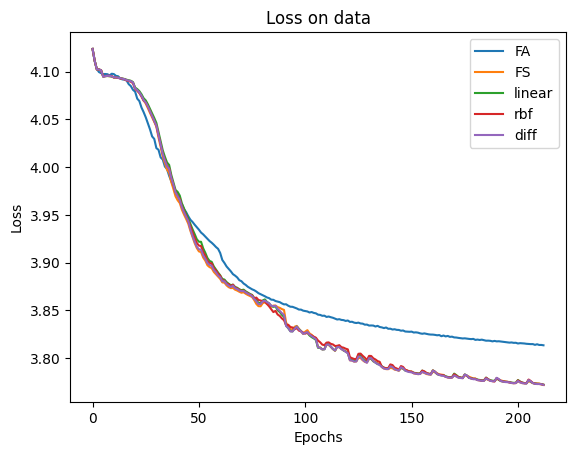 Loss on data
FA
FS
linear
rbf
diff
Loss
4.10
4.05
4.00
3.95
3.90
3.85
3.80
0
50
100
150
200
Epochs